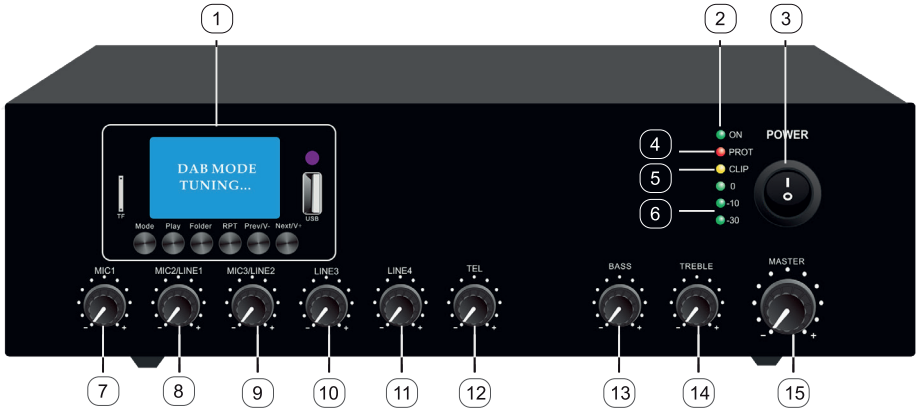 1
2
3
DAB MODE
TUNING...
TF
USB
Mode Play Folder RPT Prev/V- Next/V+
ON
PROT
CLIP
0
-10
-30
POWER
I
O
4
5
6
MIC1 MIC2/LINE1 MIC3/LINE2 LINE3 LINE4 TEL BASS TREBLE MASTER
- + - + - + - + - + - + - + - + - +
7 8 9 10 11 12 13 14 15